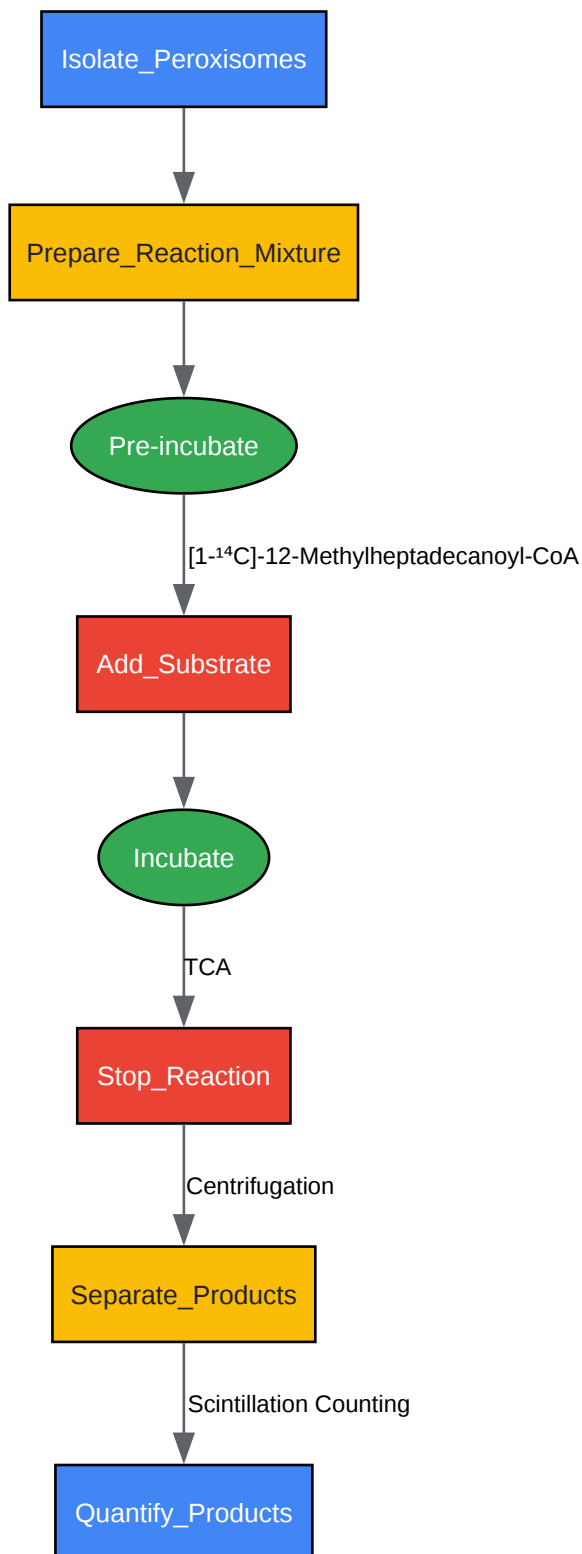 Isolate_Peroxisomes
Prepare_Reaction_Mixture
Pre-incubate
[1-¹⁴C]-12-Methylheptadecanoyl-CoA
Add_Substrate
Incubate
TCA
Stop_Reaction
Centrifugation
Separate_Products
Scintillation Counting
Quantify_Products